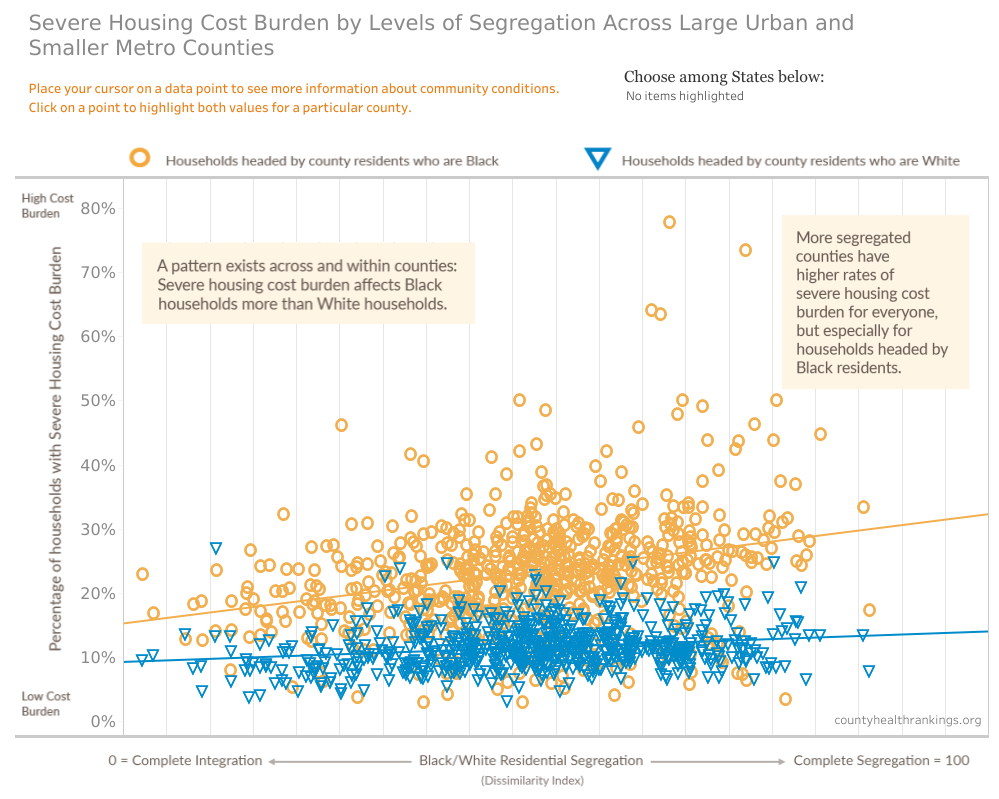 Severe Housing Cost Burden by Levels of Segregation Across Large Urban and
Smaller Metro Counties
Place your cursor on a data point to see more information about community conditions.
Click on a point to highlight both values for a particular county.
Choose among States below:
No items highlighted
Households headed by county residents who are Black
Households headed by county residents who are White
High Cost
Burden
80%
70%
60%
50%
40%
30%
20%
10%
0%
Low Cost
Burden
Percentage of households with Severe Housing Cost Burden
A pattern exists across and within counties:
Severe housing cost burden affects Black
households more than White households.
More segregated
counties have
higher rates of
severe housing cost
burden for everyone,
but especially for
households headed by
Black residents.
countyhealthrankings.org
0 = Complete Integration
Black/White Residential Segregation
Complete Segregation = 100
(Dissimilarity Index)